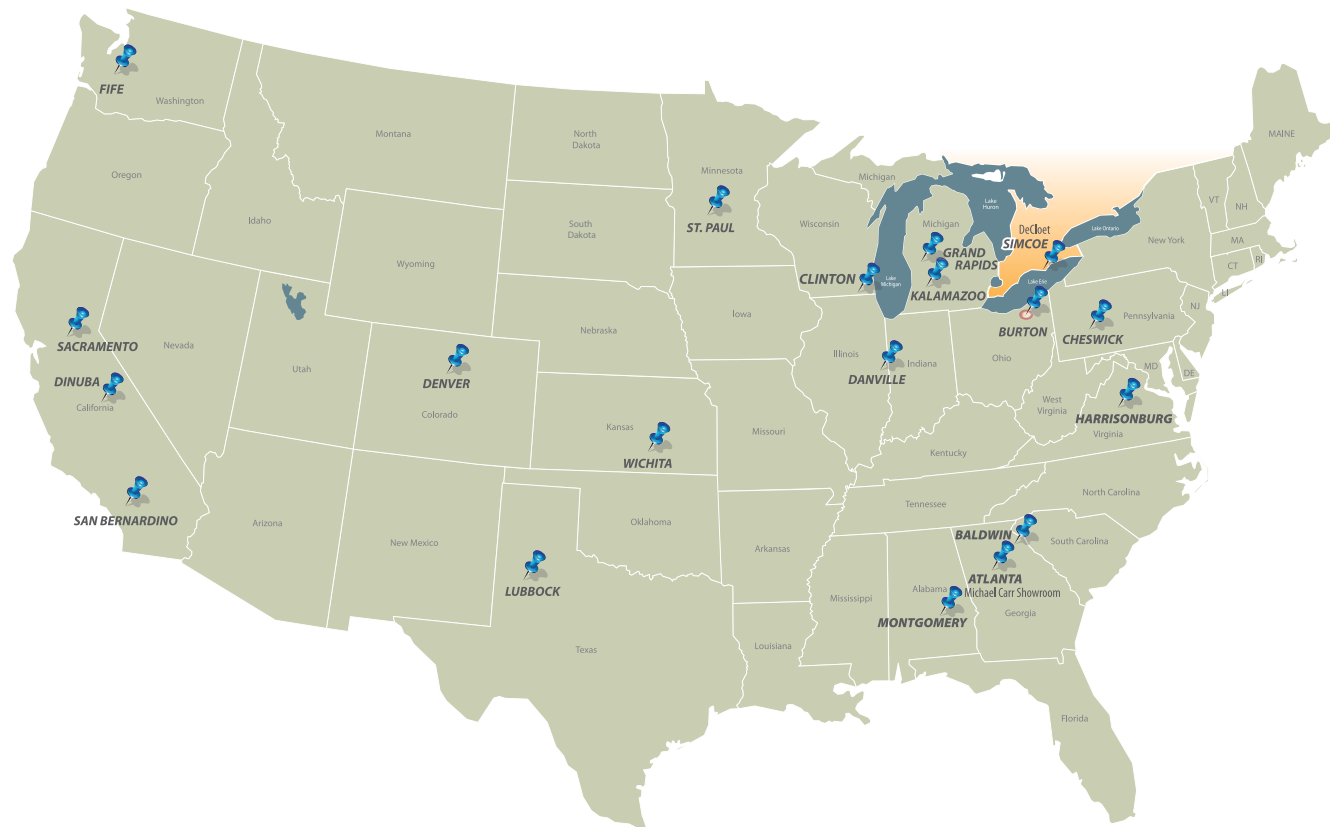 FIFE
Washington
Montana
North
Dakota
Minnesota
Michigan
MAINE
Oregon
Idaho
South
Dakota
ST. PAUL
Wisconsin
Michigan
Lake
Huron
VT
NH
DeCloet
SIMCOE
Lake Ontario
New York
MA
CT
RI
LI
Wyoming
CLINTON
Lake
Michigan
GRAND
RAPIDS
KALAMAZOO
Lake Erie
SACRAMENTO
Nevada
Nebraska
Iowa
BURTON
CHESWICK
Pennsylvania
NJ
DINUBA
California
Utah
DENVER
Colorado
Illinois
DANVILLE
Indiana
Ohio
MD
DE
West
Virginia
HARRISONBURG
Virginia
Kansas
WICHITA
Missouri
Kentucky
SAN BERNARDINO
Arizona
New Mexico
Oklahoma
Tennessee
North Carolina
Arkansas
BALDWIN
South Carolina
LUBBOCK
ATLANTA
Michael Carr Showroom
Mississippi
Alabama
MONTGOMERY
Georgia
Texas
Louisiana
Florida